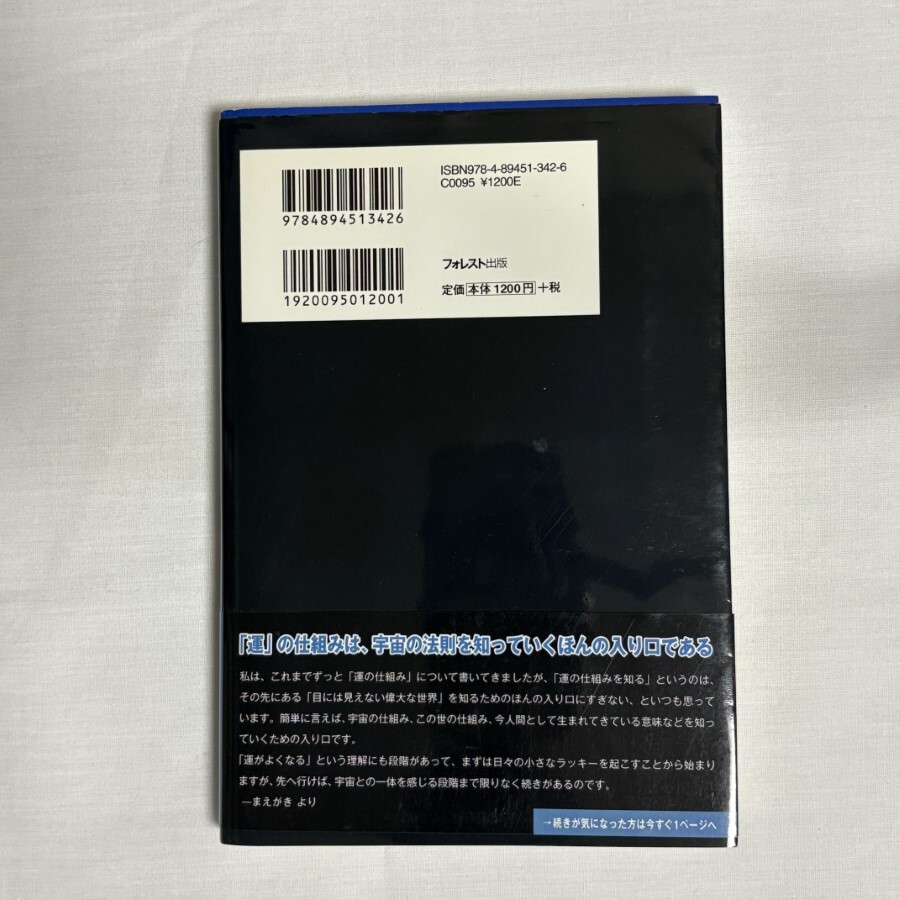 ISBN978-4-89451-342-6
C0095 ¥1200E
9784894513426
フォレスト出版
定価 本体1200円 +税
1920095012001
「運」の仕組みは、宇宙の法則を知っていくほんの入り口である
私は、これまでずっと「運の仕組み」について書いてきましたが、「運の仕組みを知る」というのは、
その先にある「目には見えない偉大な世界」を知るためのほんの入り口にすぎない、といつも思って
います。簡単に言えば、宇宙の仕組み、この世の仕組み、今人間として生まれてきている意味などを知っ
ていくための入り口です。
「運がよくなる」という理解にも段階があって、まずは日々の小さなラッキーを起こすことから始まり
ますが、先へ行けば、宇宙との一体を感じる段階まで限りなく続きがあるのです。
―まえがき より
→続きが気になった方は今すぐ1ページへ